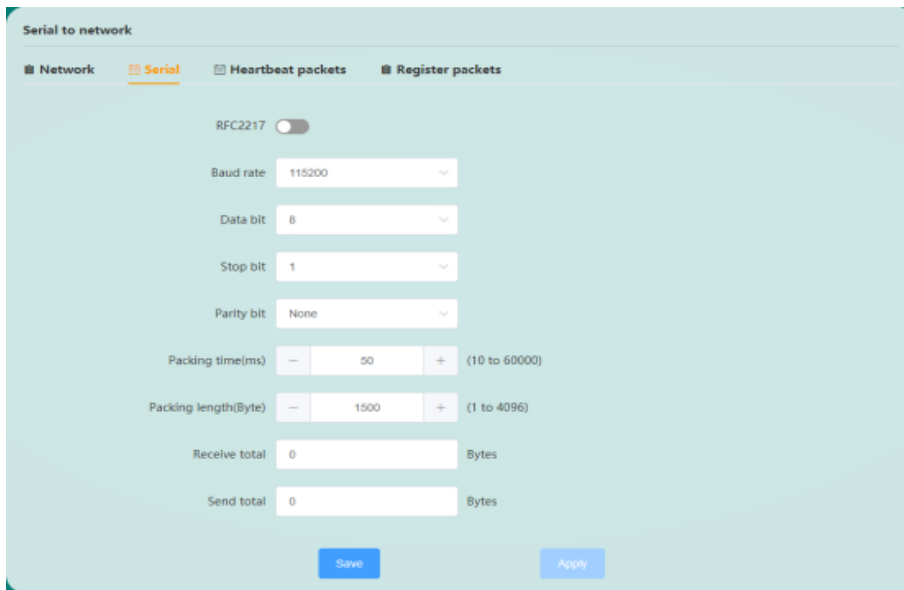 Serial to network
Network Serial Heartbeat packets Register packets
RFC2217
Baud rate 115200
Data bit 8
Stop bit 1
Parity bit None
Packing time(ms) − 50 + (10 to 60000)
Packing length(Byte) − 1500 + (1 to 4096)
Receive total 0 Bytes
Send total 0 Bytes
Save Apply